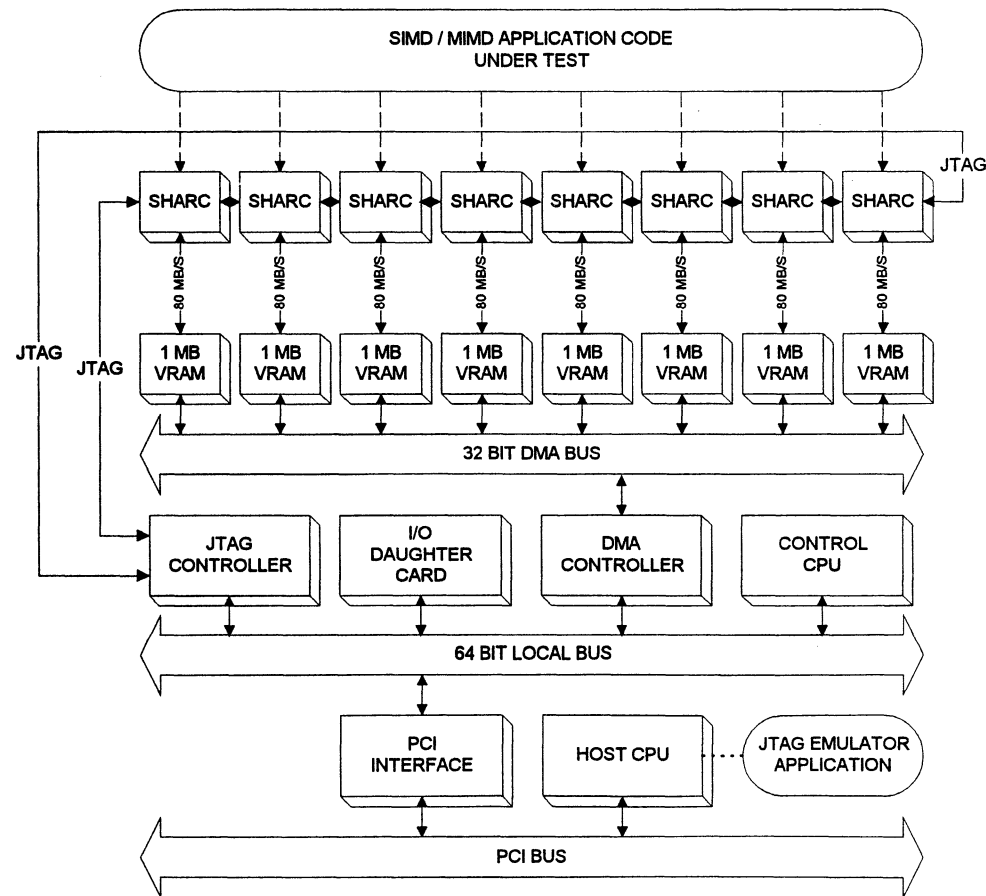 SIMD / MIMD APPLICATION CODE
UNDER TEST
JTAG
SHARC SHARC SHARC SHARC SHARC SHARC SHARC SHARC
80 MB/S 80 MB/S 80 MB/S 80 MB/S 80 MB/S 80 MB/S 80 MB/S 80 MB/S
JTAG
JTAG
1 MB 1 MB 1 MB 1 MB 1 MB 1 MB 1 MB 1 MB
VRAM VRAM VRAM VRAM VRAM VRAM VRAM VRAM
32 BIT DMA BUS
JTAG
CONTROLLER
I/O
DAUGHTER
CARD
DMA
CONTROLLER
CONTROL
CPU
64 BIT LOCAL BUS
PCI
INTERFACE
HOST CPU
JTAG EMULATOR
APPLICATION
PCI BUS